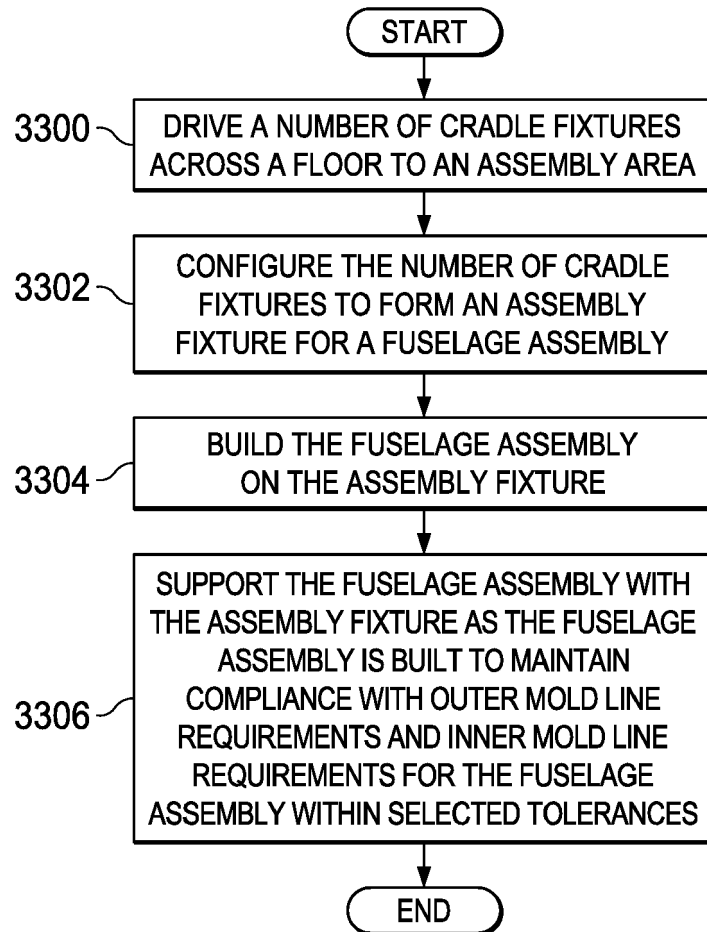 START
3300
DRIVE A NUMBER OF CRADLE FIXTURES
ACROSS A FLOOR TO AN ASSEMBLY AREA
3302
CONFIGURE THE NUMBER OF CRADLE
FIXTURES TO FORM AN ASSEMBLY
FIXTURE FOR A FUSELAGE ASSEMBLY
3304
BUILD THE FUSELAGE ASSEMBLY
ON THE ASSEMBLY FIXTURE
3306
SUPPORT THE FUSELAGE ASSEMBLY WITH
THE ASSEMBLY FIXTURE AS THE FUSELAGE
ASSEMBLY IS BUILT TO MAINTAIN
COMPLIANCE WITH OUTER MOLD LINE
REQUIREMENTS AND INNER MOLD LINE
REQUIREMENTS FOR THE FUSELAGE
ASSEMBLY WITHIN SELECTED TOLERANCES
END